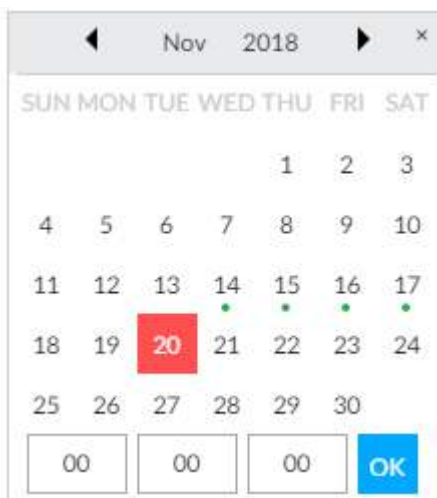 Nov 2018 ×
SUN MON TUE WED THU FRI SAT
1 2 3
4 5 6 7 8 9 10
11 12 13 14 15 16 17
18 19 20 21 22 23 24
25 26 27 28 29 30
00 00 00 OK